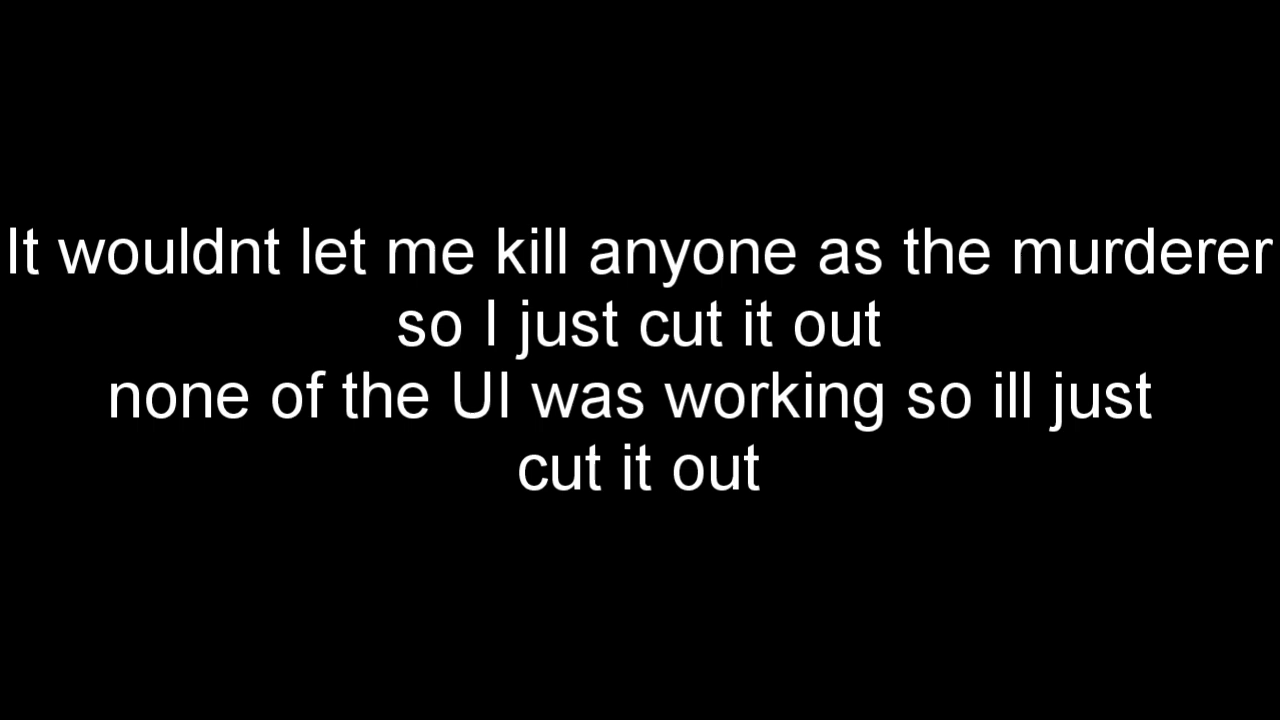 It wouldnt let me kill anyone as the murderer
so I just cut it out
none of the UI was working so ill just
cut it out